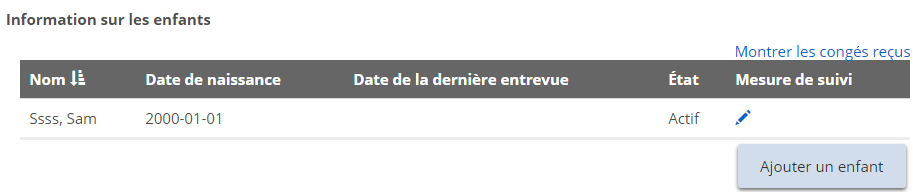 Information sur les enfants
Montrer les congés reçus
Nom Date de naissance Date de la dernière entrevue État Mesure de suivi
Ssss, Sam 2000-01-01 Actif
Ajouter un enfant